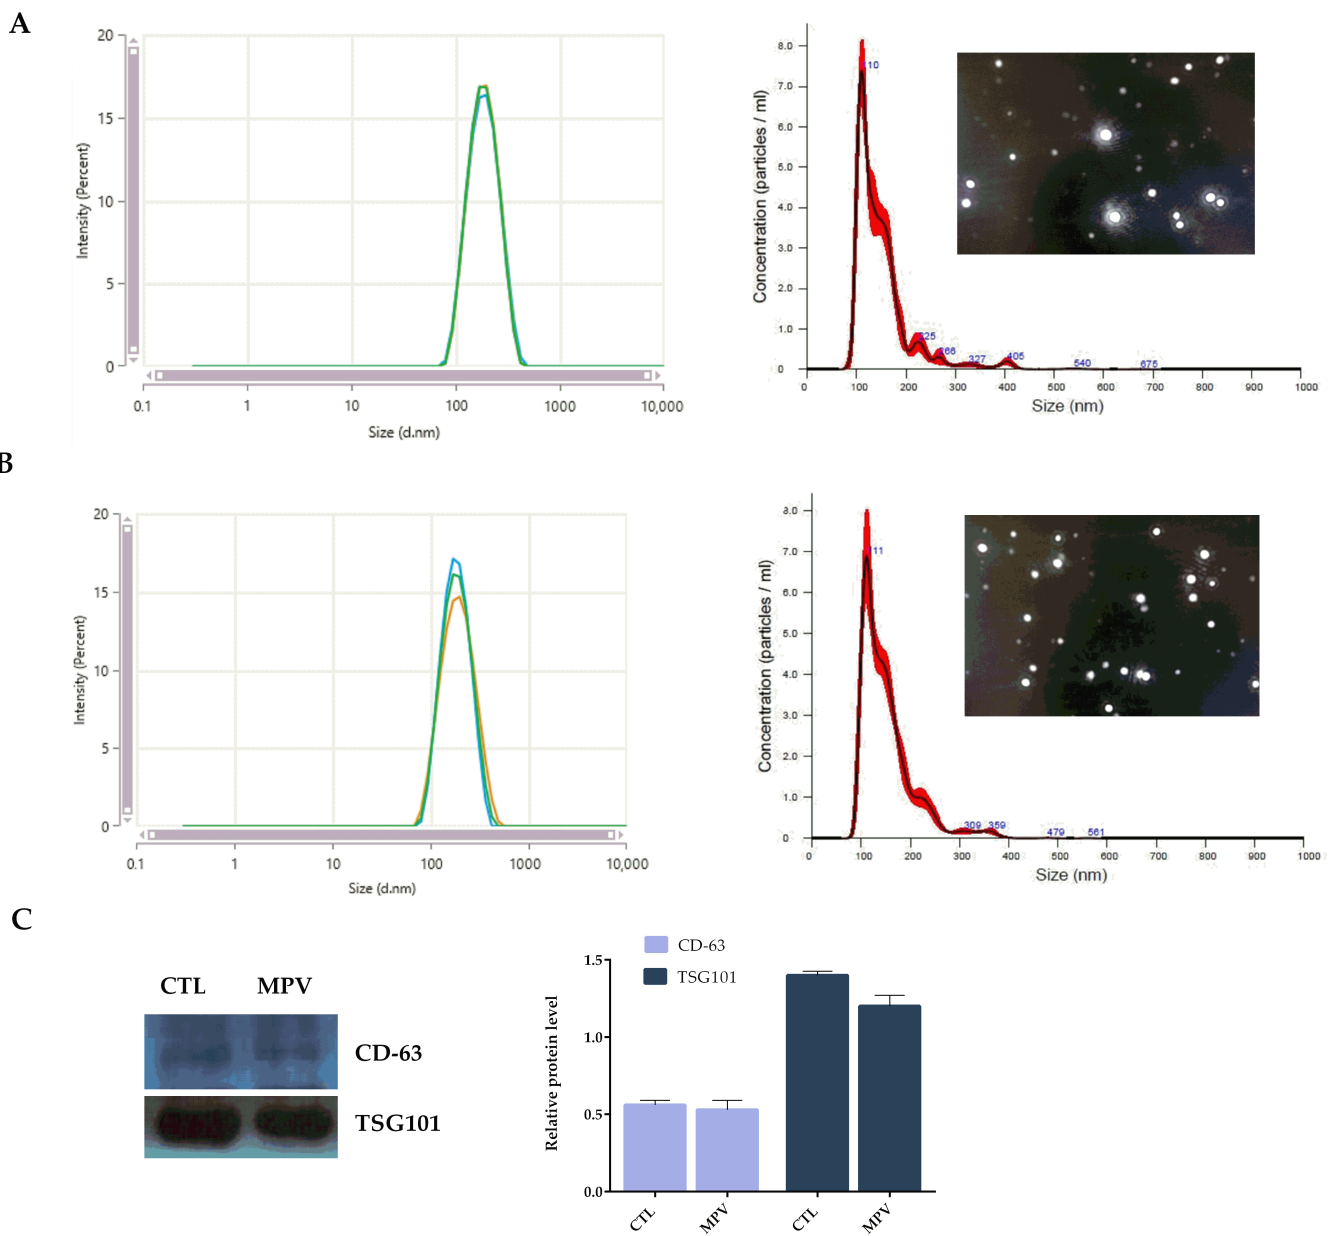 A
20
15
10
5
0
Intensity (Percent)
0.1 1 10 100 1000 10,000
Size (d.nm)
8.0
7.0
6.0
5.0
4.0
3.0
2.0
1.0
0
Concentration (particles / ml)
110
225
266
327
405
540
675
0 100 200 300 400 500 600 700 800 900 1000
Size (nm)
B
20
15
10
5
0
Intensity (Percent)
0.1 1 10 100 1000 10,000
Size (d.nm)
8.0
7.0
6.0
5.0
4.0
3.0
2.0
1.0
0
Concentration (particles / ml)
111
309
359
479
561
0 100 200 300 400 500 600 700 800 900 1000
Size (nm)
C
CTL MPV
CD-63
TSG101
CD-63
TSG101
1.5
1.0
0.5
0.0
Relative protein level
CTL MPV CTL MPV